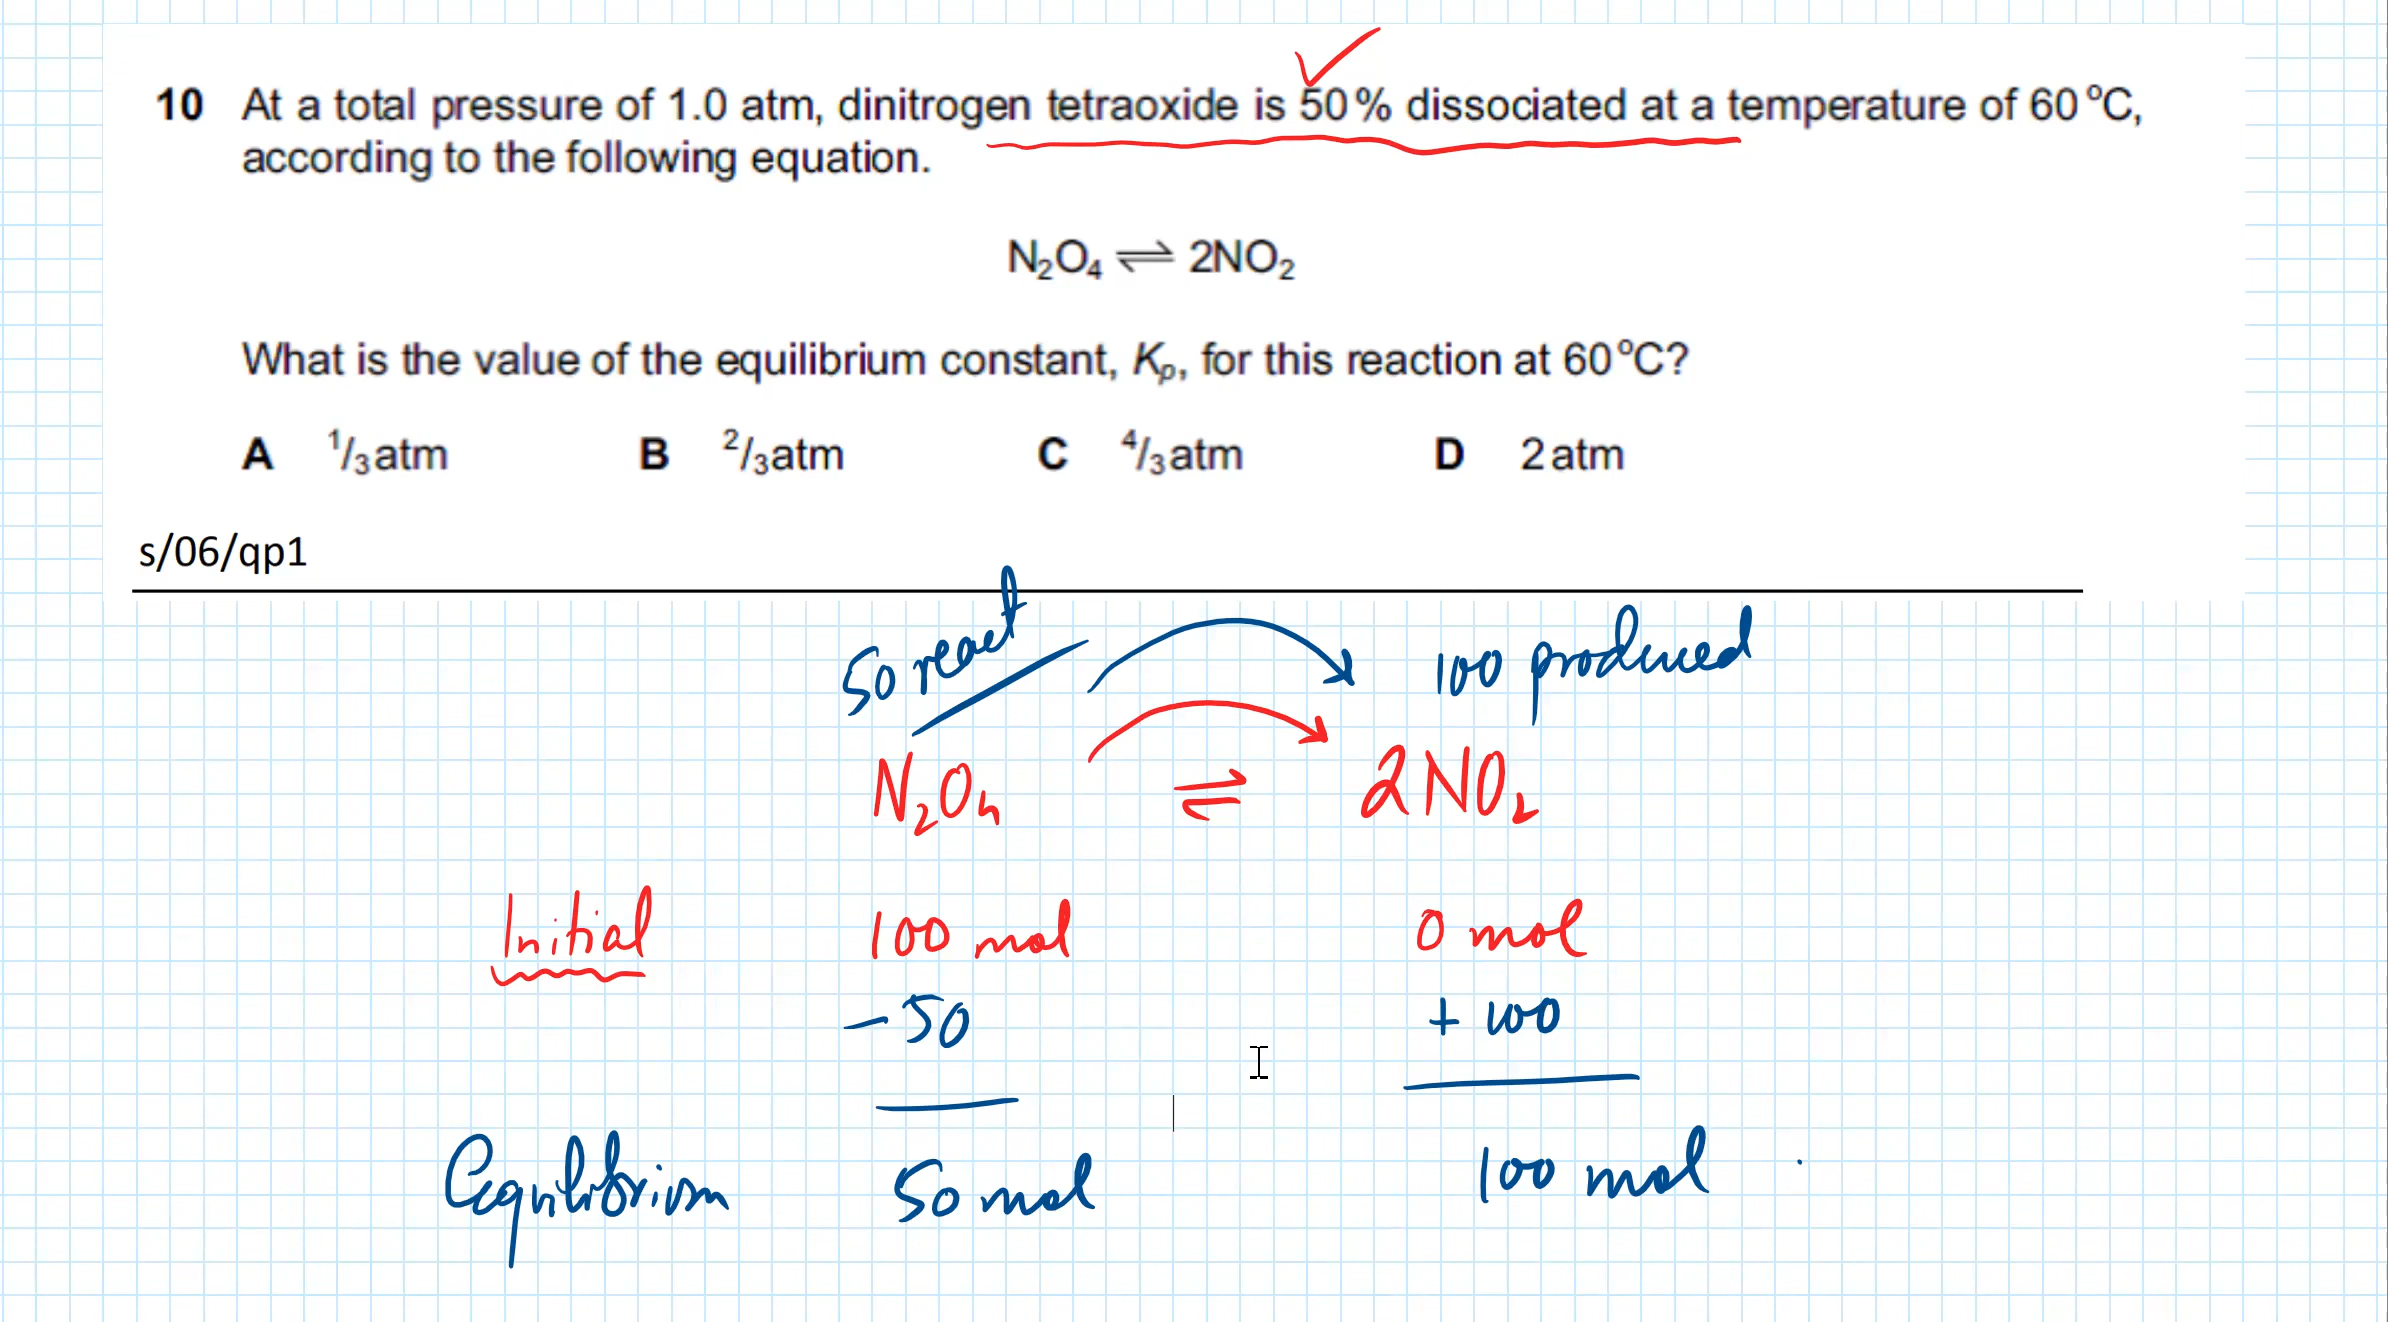 10 At a total pressure of 1.0 atm, dinitrogen tetraoxide is 50% dissociated at a temperature of 60 °C,
according to the following equation.
N₂O₄ ⇌ 2NO₂
What is the value of the equilibrium constant, Kp, for this reaction at 60 °C?
A 1/3 atm B 2/3 atm C 4/3 atm D 2 atm
s/06/qp1
50 react 100 produced
N₂O₄ ⇌ 2NO₂
Initial 100 mol 0 mol
- 50 + 100
Equilibrium 50 mol 100 mol